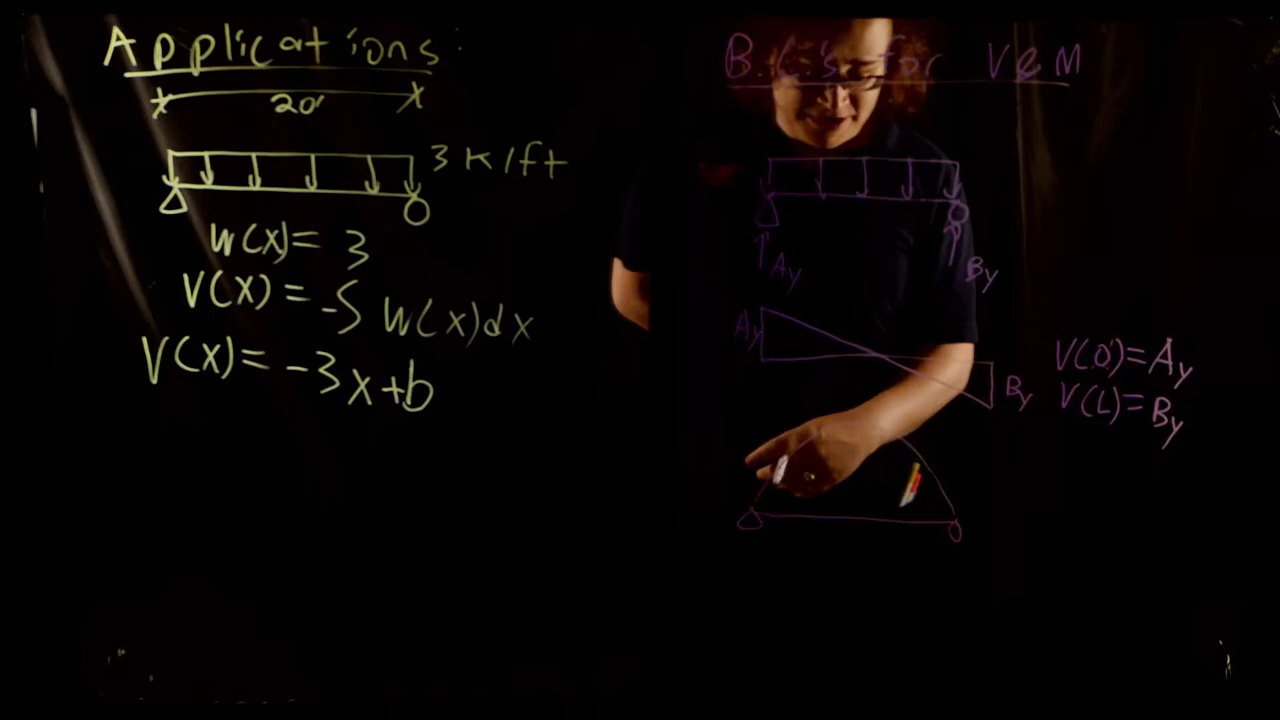 Applications:
20'
3 K/ft
W(x) = 3
V(x) = -∫ W(x)dx
V(x) = -3x+b
B.C.'s for V & M
Ay
By
Ay
By
V(0)=Ay
V(L)=By